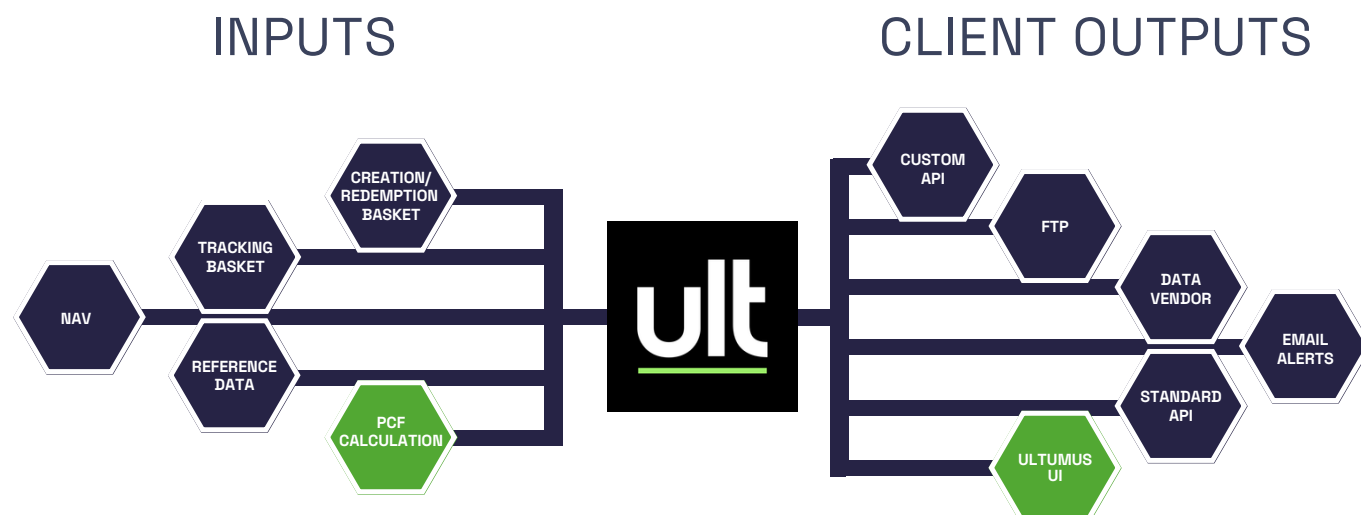 INPUTS
CLIENT OUTPUTS
CREATION/
REDEMPTION
BASKET
TRACKING
BASKET
NAV
REFERENCE
DATA
PCF
CALCULATION
ult
CUSTOM
API
FTP
DATA
VENDOR
EMAIL
ALERTS
STANDARD
API
ULTUMUS
UI